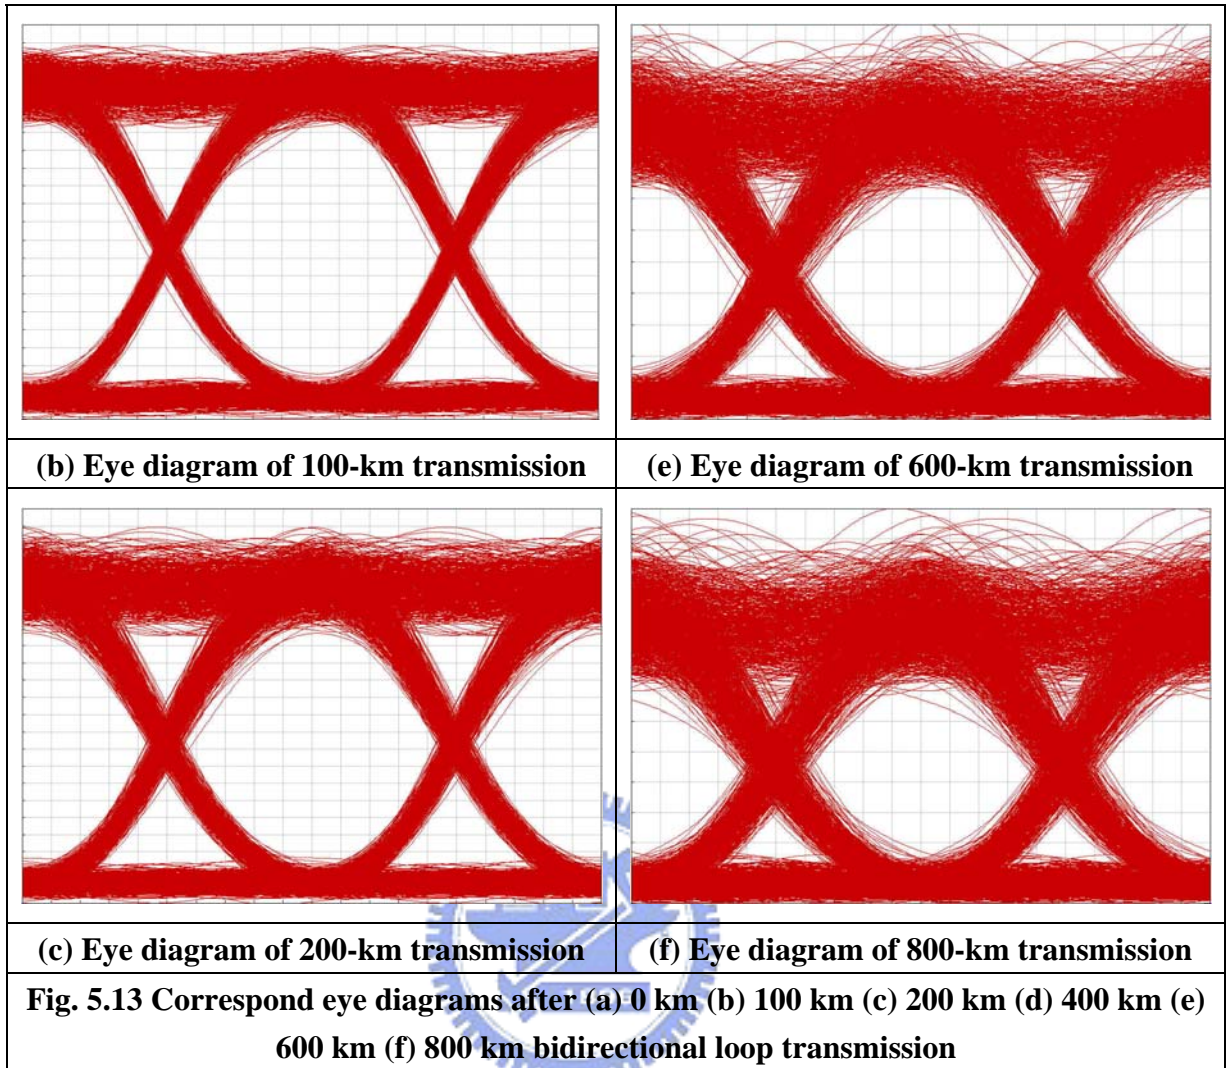 (b) Eye diagram of 100-km transmission
(e) Eye diagram of 600-km transmission
(c) Eye diagram of 200-km transmission
(f) Eye diagram of 800-km transmission
Fig. 5.13 Correspond eye diagrams after (a) 0 km (b) 100 km (c) 200 km (d) 400 km (e)
600 km (f) 800 km bidirectional loop transmission